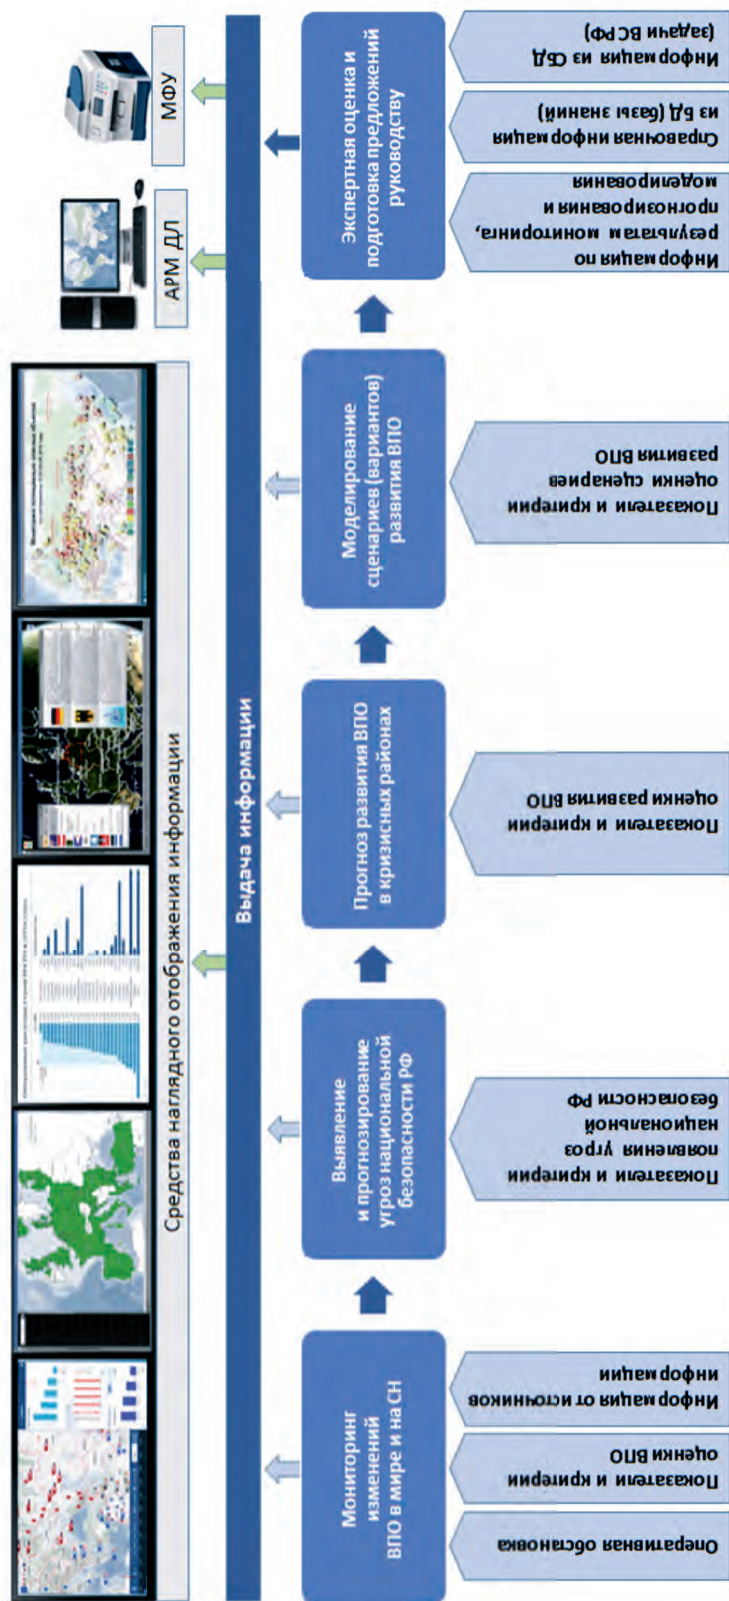 Средства наглядного отображения информации
АРМ ДЛ
МФУ
Выдача информации
Мониторинг
изменений
ВПО в мире и на СН
Выявление
и прогнозирование
угроз национальной
безопасности РФ
Прогноз развития ВПО
в кризисных районах
Моделирование
сценариев (вариантов)
развития ВПО
Экспертная оценка и
подготовка предложений
руководству
Оперативная обстановка
Показатели и критерии
оценки ВПО
Информация от источников
информации
Показатели и критерии
появления угроз
национальной
безопасности РФ
Показатели и критерии
оценки развития ВПО
Показатели и критерии
оценки сценариев
развития ВПО
Информация по
результатам мониторинга,
прогнозирования и
моделирования
Справочная информация
из БД (базы знаний)
Информация из СБД
(задачи ВС РФ)